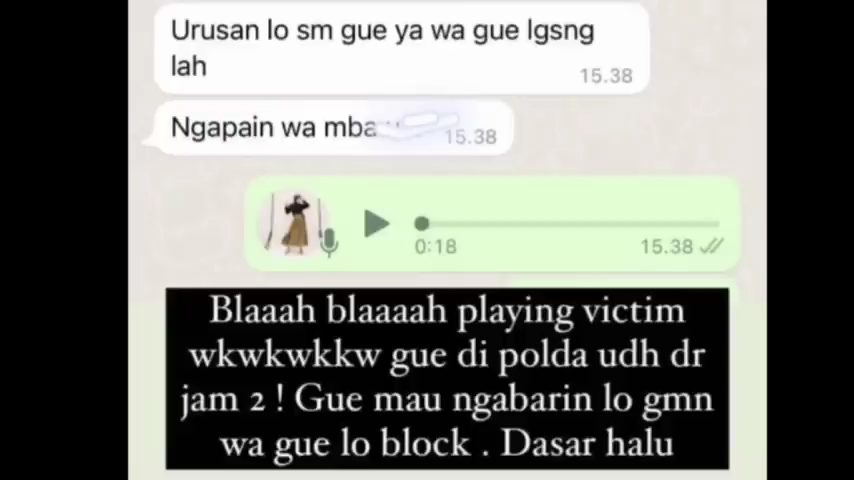 Urusan lo sm gue ya wa gue lgsng
lah
15.38
Ngapain wa mba
15.38
0:18
15.38
Blaaah blaaaah playing victim
wkwkwkkw gue di polda udh dr
jam 2 ! Gue mau ngabarin lo gmn
wa gue lo block . Dasar halu